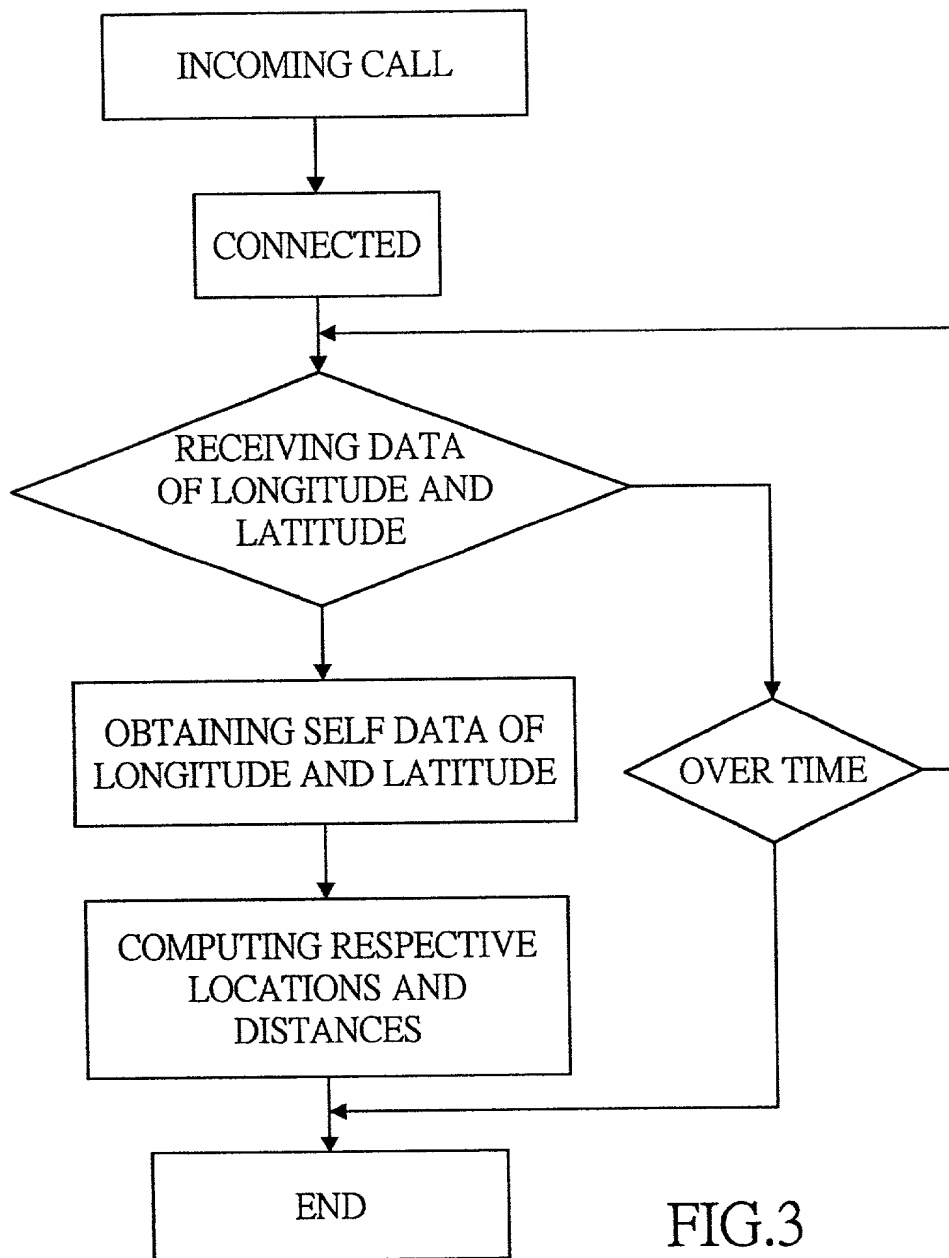 INCOMING CALL
CONNECTED
RECEIVING DATA
OF LONGITUDE AND
LATITUDE
OBTAINING SELF DATA OF
LONGITUDE AND LATITUDE
OVER TIME
COMPUTING RESPECTIVE
LOCATIONS AND
DISTANCES
END
FIG.3